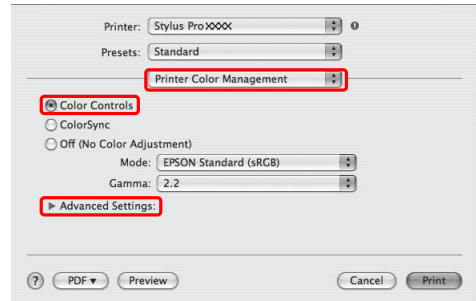 Printer: Stylus Pro XXXX
Presets: Standard
Printer Color Management
Color Controls
ColorSync
Off (No Color Adjustment)
Mode: EPSON Standard (sRGB)
Gamma: 2.2
Advanced Settings:
? PDF Preview Cancel Print